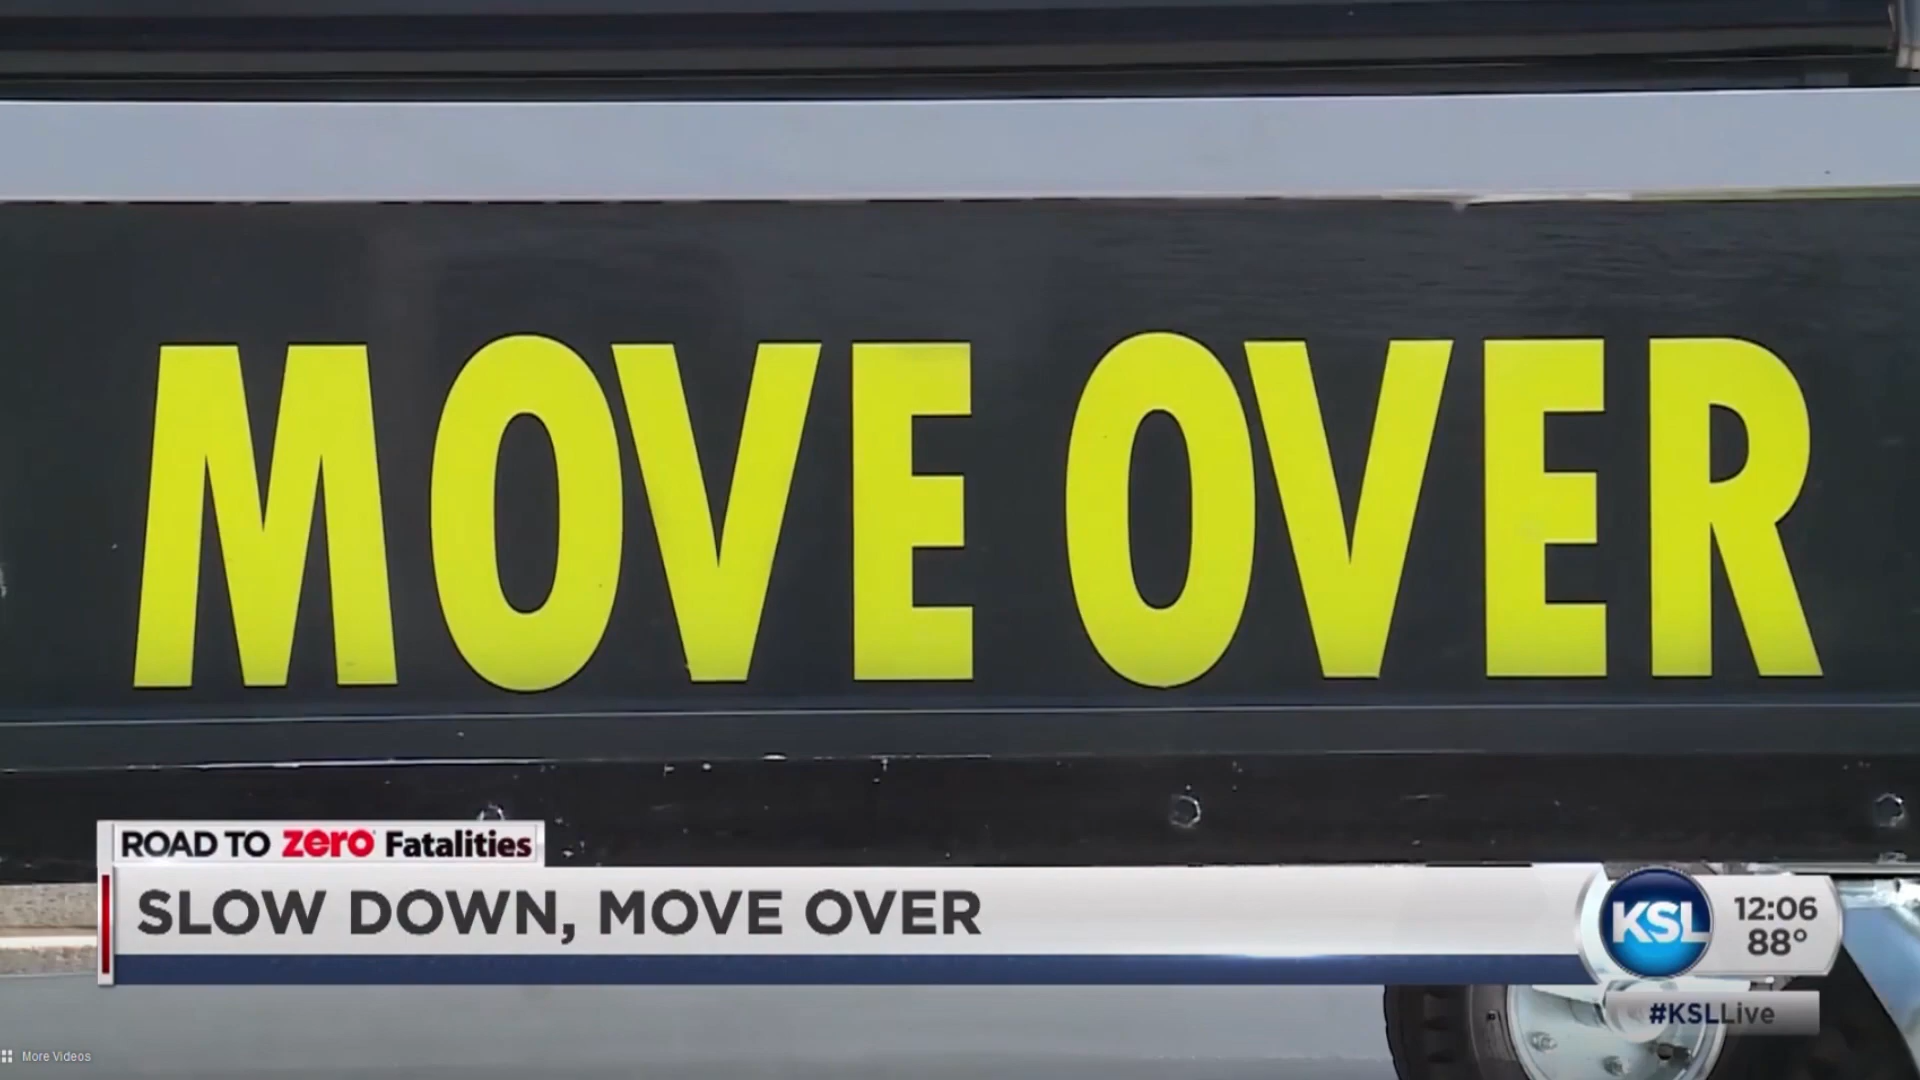 MOVE OVER
ROAD TO zero Fatalities
SLOW DOWN, MOVE OVER
KSL
12:06
88°
#KSLLive
More Videos